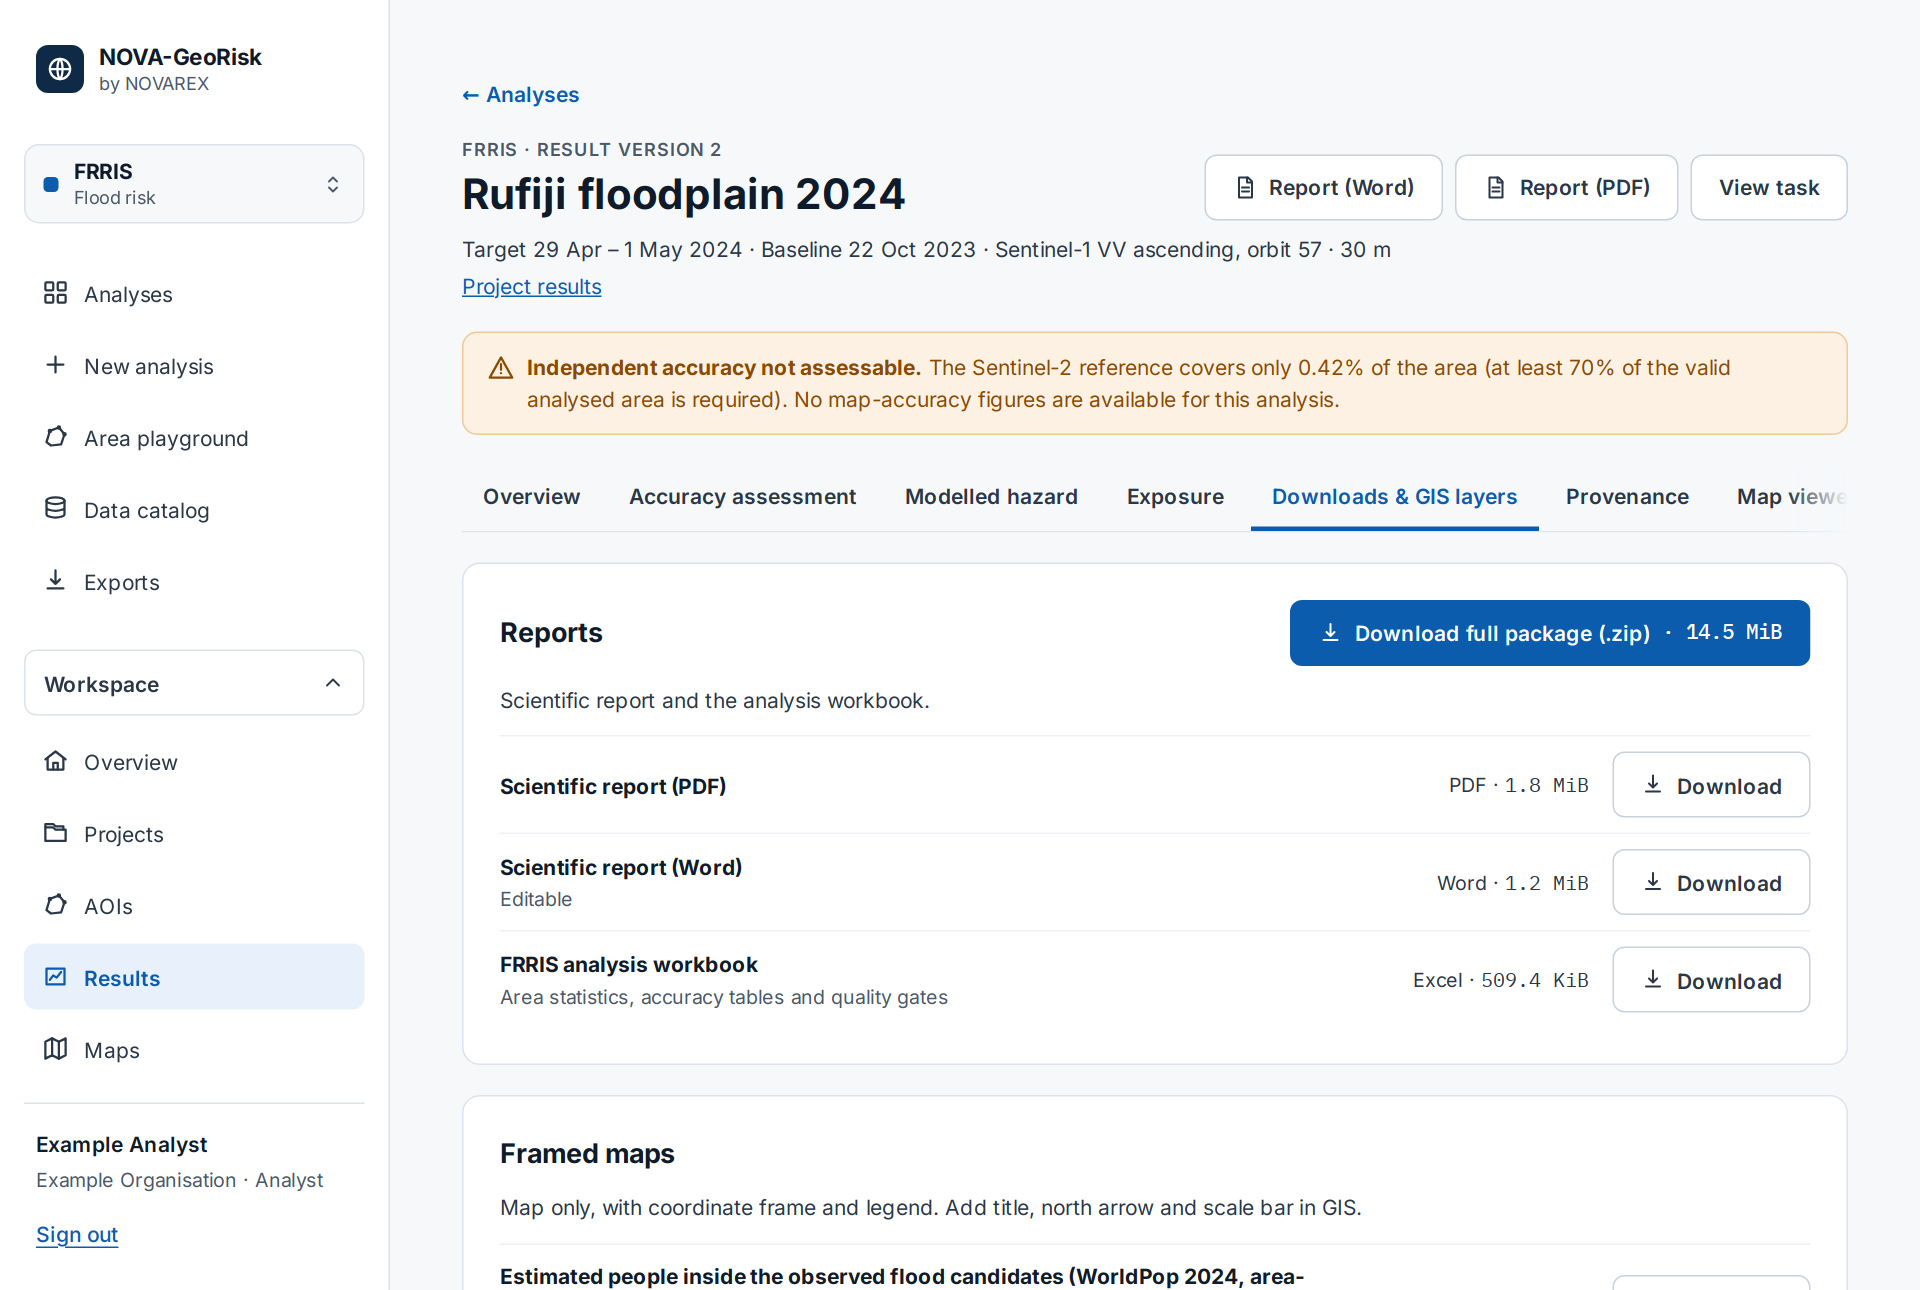 NOVA-GeoRisk
by NOVAREX
FRRIS
Flood risk
Analyses
New analysis
Area playground
Data catalog
Exports
Workspace
Overview
Projects
AOIs
Results
Maps
Example Analyst
Example Organisation · Analyst
Sign out
← Analyses
FRRIS · RESULT VERSION 2
Rufiji floodplain 2024
Report (Word)
Report (PDF)
View task
Target 29 Apr – 1 May 2024 · Baseline 22 Oct 2023 · Sentinel-1 VV ascending, orbit 57 · 30 m
Project results
Independent accuracy not assessable. The Sentinel-2 reference covers only 0.42% of the area (at least 70% of the valid
analysed area is required). No map-accuracy figures are available for this analysis.
Overview
Accuracy assessment
Modelled hazard
Exposure
Downloads & GIS layers
Provenance
Map viewe
Reports
Download full package (.zip) · 14.5 MiB
Scientific report and the analysis workbook.
Scientific report (PDF)
PDF · 1.8 MiB
Download
Scientific report (Word)
Editable
Word · 1.2 MiB
Download
FRRIS analysis workbook
Area statistics, accuracy tables and quality gates
Excel · 509.4 KiB
Download
Framed maps
Map only, with coordinate frame and legend. Add title, north arrow and scale bar in GIS.
Estimated people inside the observed flood candidates (WorldPop 2024, area-